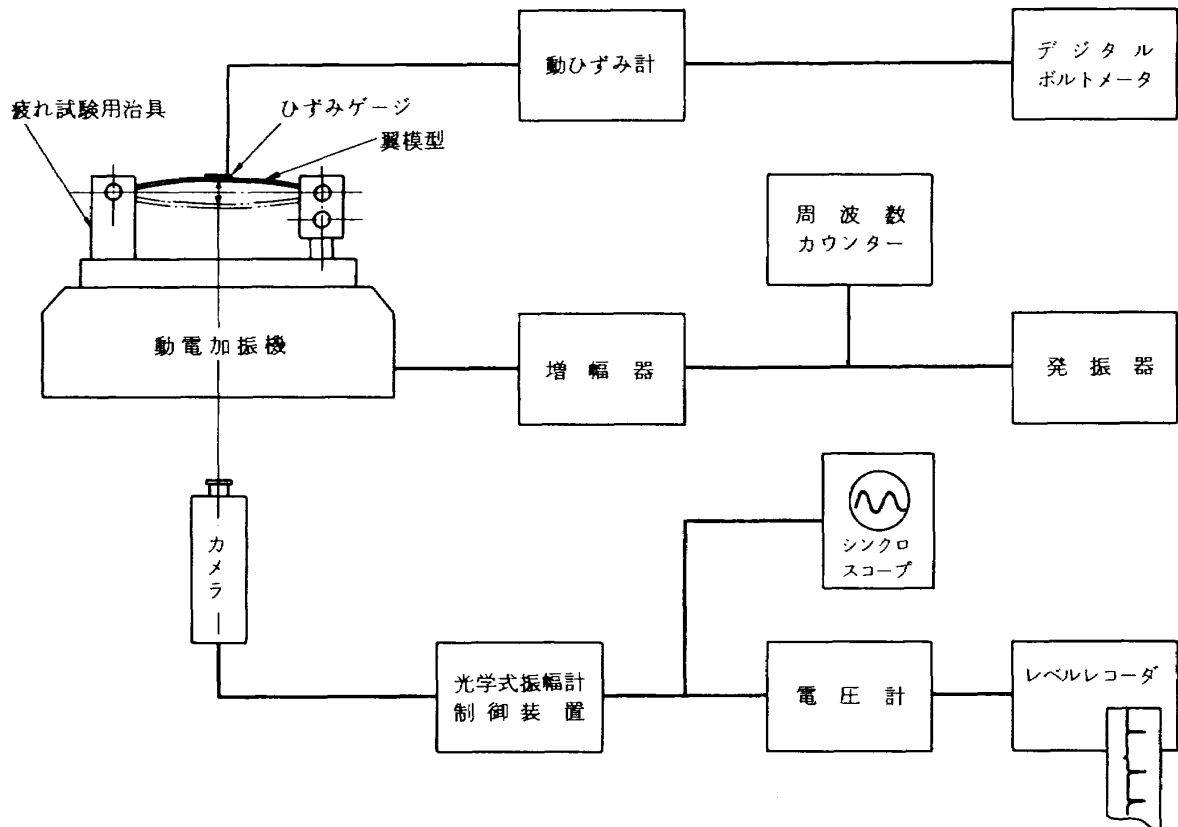 動ひずみ計
デジタル
ボルトメータ
疲れ試験用治具
ひずみゲージ
翼模型
周波数
カウンター
動電加振機
増幅器
発振器
シンクロ
スコープ
カメラ
光学式振幅計
制御装置
電圧計
レベルレコーダ